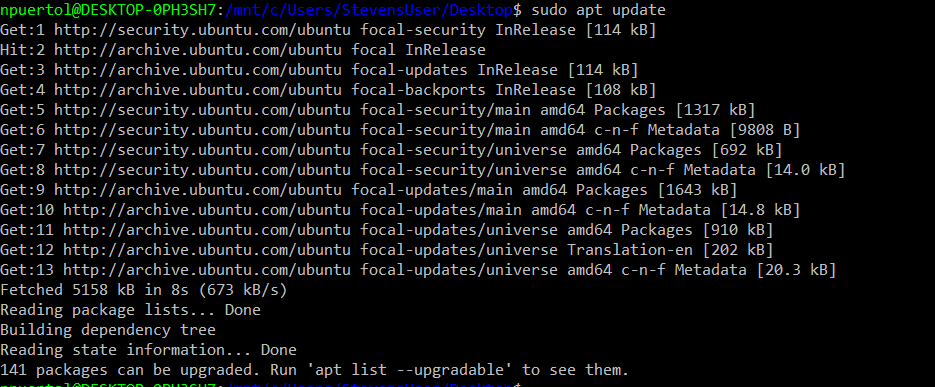 npuertol@DESKTOP-0PH3SH7:/mnt/c/Users/StevensUser/Desktop$ sudo apt update
Get:1 http://security.ubuntu.com/ubuntu focal-security InRelease [114 kB]
Hit:2 http://archive.ubuntu.com/ubuntu focal InRelease
Get:3 http://archive.ubuntu.com/ubuntu focal-updates InRelease [114 kB]
Get:4 http://archive.ubuntu.com/ubuntu focal-backports InRelease [108 kB]
Get:5 http://security.ubuntu.com/ubuntu focal-security/main amd64 Packages [1317 kB]
Get:6 http://security.ubuntu.com/ubuntu focal-security/main amd64 c-n-f Metadata [9808 B]
Get:7 http://security.ubuntu.com/ubuntu focal-security/universe amd64 Packages [692 kB]
Get:8 http://security.ubuntu.com/ubuntu focal-security/universe amd64 c-n-f Metadata [14.0 kB]
Get:9 http://archive.ubuntu.com/ubuntu focal-updates/main amd64 Packages [1643 kB]
Get:10 http://archive.ubuntu.com/ubuntu focal-updates/main amd64 c-n-f Metadata [14.8 kB]
Get:11 http://archive.ubuntu.com/ubuntu focal-updates/universe amd64 Packages [910 kB]
Get:12 http://archive.ubuntu.com/ubuntu focal-updates/universe Translation-en [202 kB]
Get:13 http://archive.ubuntu.com/ubuntu focal-updates/universe amd64 c-n-f Metadata [20.3 kB]
Fetched 5158 kB in 8s (673 kB/s)
Reading package lists... Done
Building dependency tree
Reading state information... Done
141 packages can be upgraded. Run 'apt list --upgradable' to see them.
npuertol@DESKTOP-0PH3SH7:/mnt/c/Users/StevensUser/Desktop$